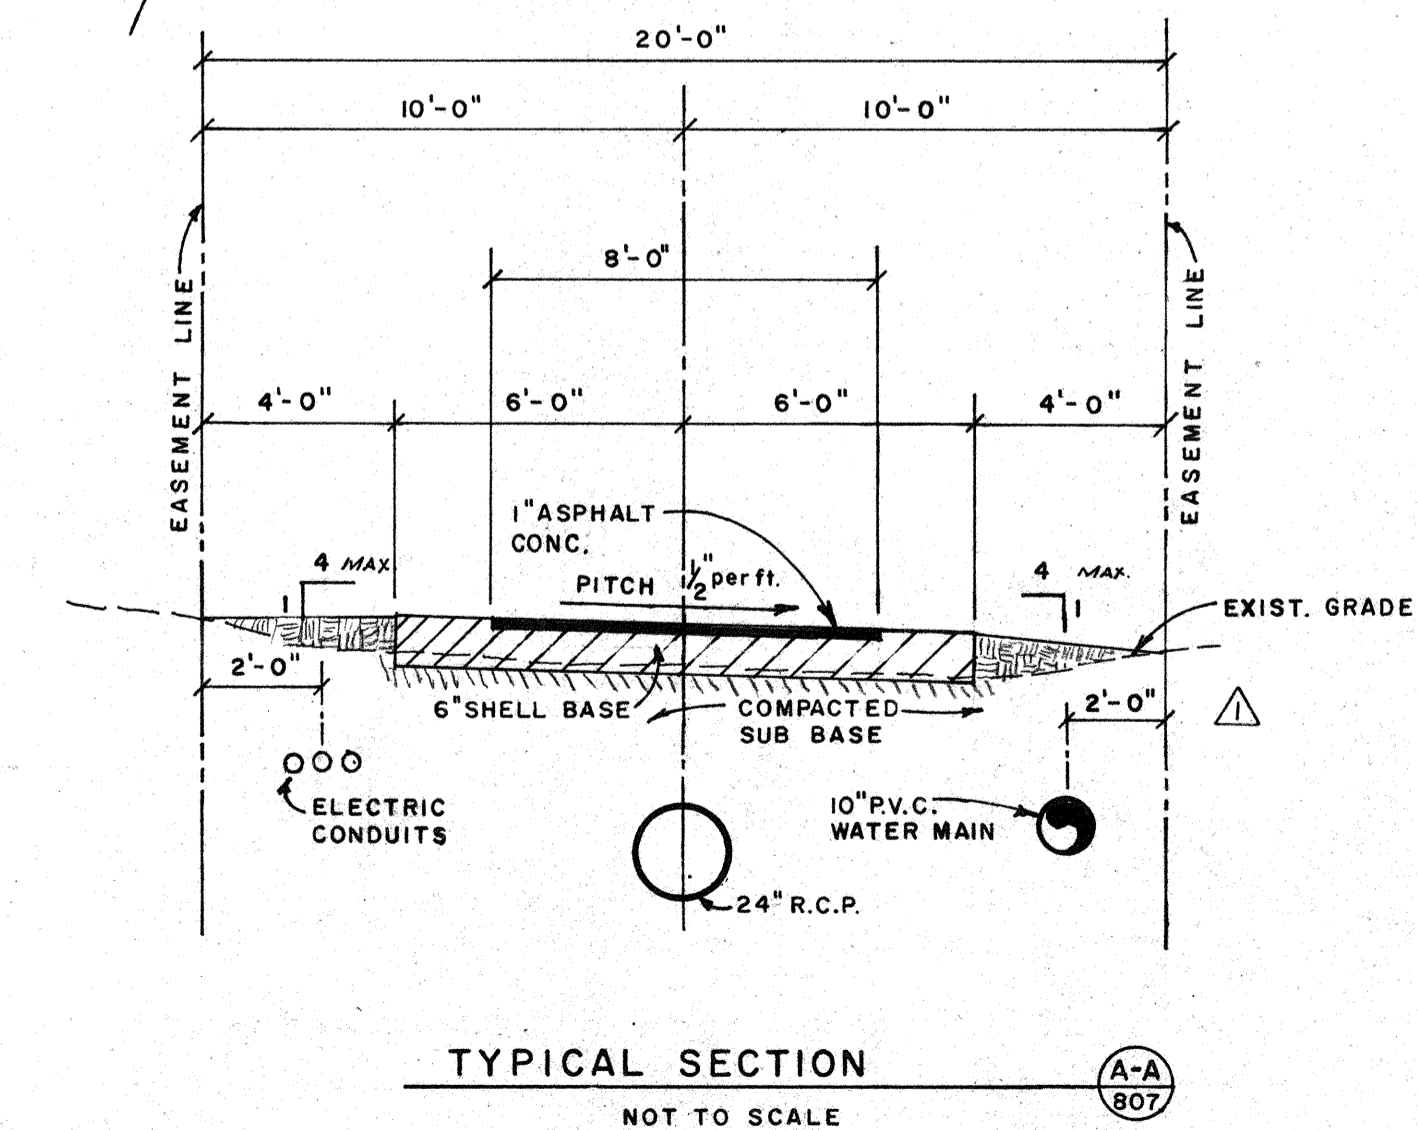 20'-0"
10'-0"
10'-0"
8'-0"
4'-0"
6'-0"
6'-0"
4'-0"
EASEMENT LINE
EASEMENT LINE
1" ASPHALT
CONC.
PITCH 1/2" per ft.
4 MAX
1
4 MAX.
1
EXIST. GRADE
2'-0"
6" SHELL BASE
COMPACTED
SUB BASE
2'-0"
1
ELECTRIC
CONDUITS
10" P.V.C.
WATER MAIN
24" R.C.P.
TYPICAL SECTION
NOT TO SCALE
A-A
807